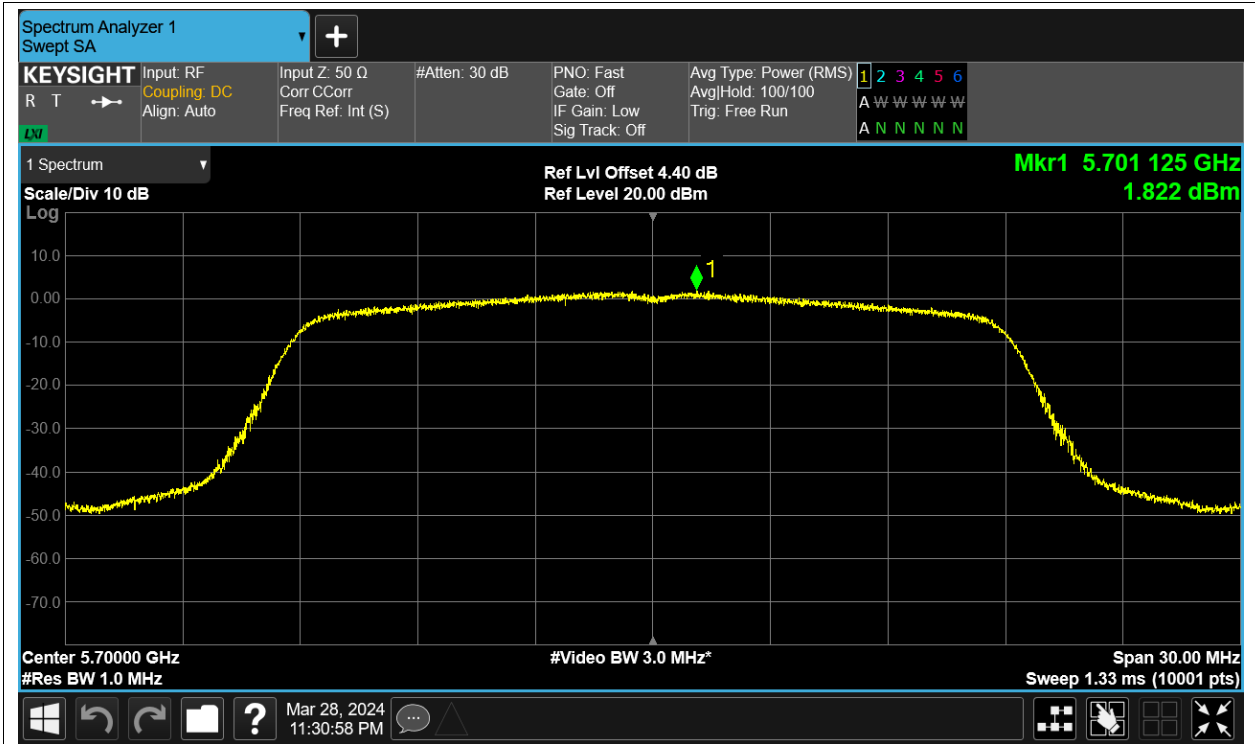 Spectrum Analyzer 1
Swept SA
KEYSIGHT
R T
LXI
Input: RF
Coupling: DC
Align: Auto
Input Z: 50 Ω
Corr CCorr
Freq Ref: Int (S)
#Atten: 30 dB
PNO: Fast
Gate: Off
IF Gain: Low
Sig Track: Off
Avg Type: Power (RMS)
Avg|Hold: 100/100
Trig: Free Run
1 2 3 4 5 6
A W W W W W
A N N N N N
1 Spectrum
Scale/Div 10 dB
Log
Ref Lvl Offset 4.40 dB
Ref Level 20.00 dBm
Mkr1 5.701 125 GHz
1.822 dBm
1
10.0
0.00
-10.0
-20.0
-30.0
-40.0
-50.0
-60.0
-70.0
Center 5.70000 GHz
#Res BW 1.0 MHz
#Video BW 3.0 MHz*
Span 30.00 MHz
Sweep 1.33 ms (10001 pts)
?
Mar 28, 2024
11:30:58 PM